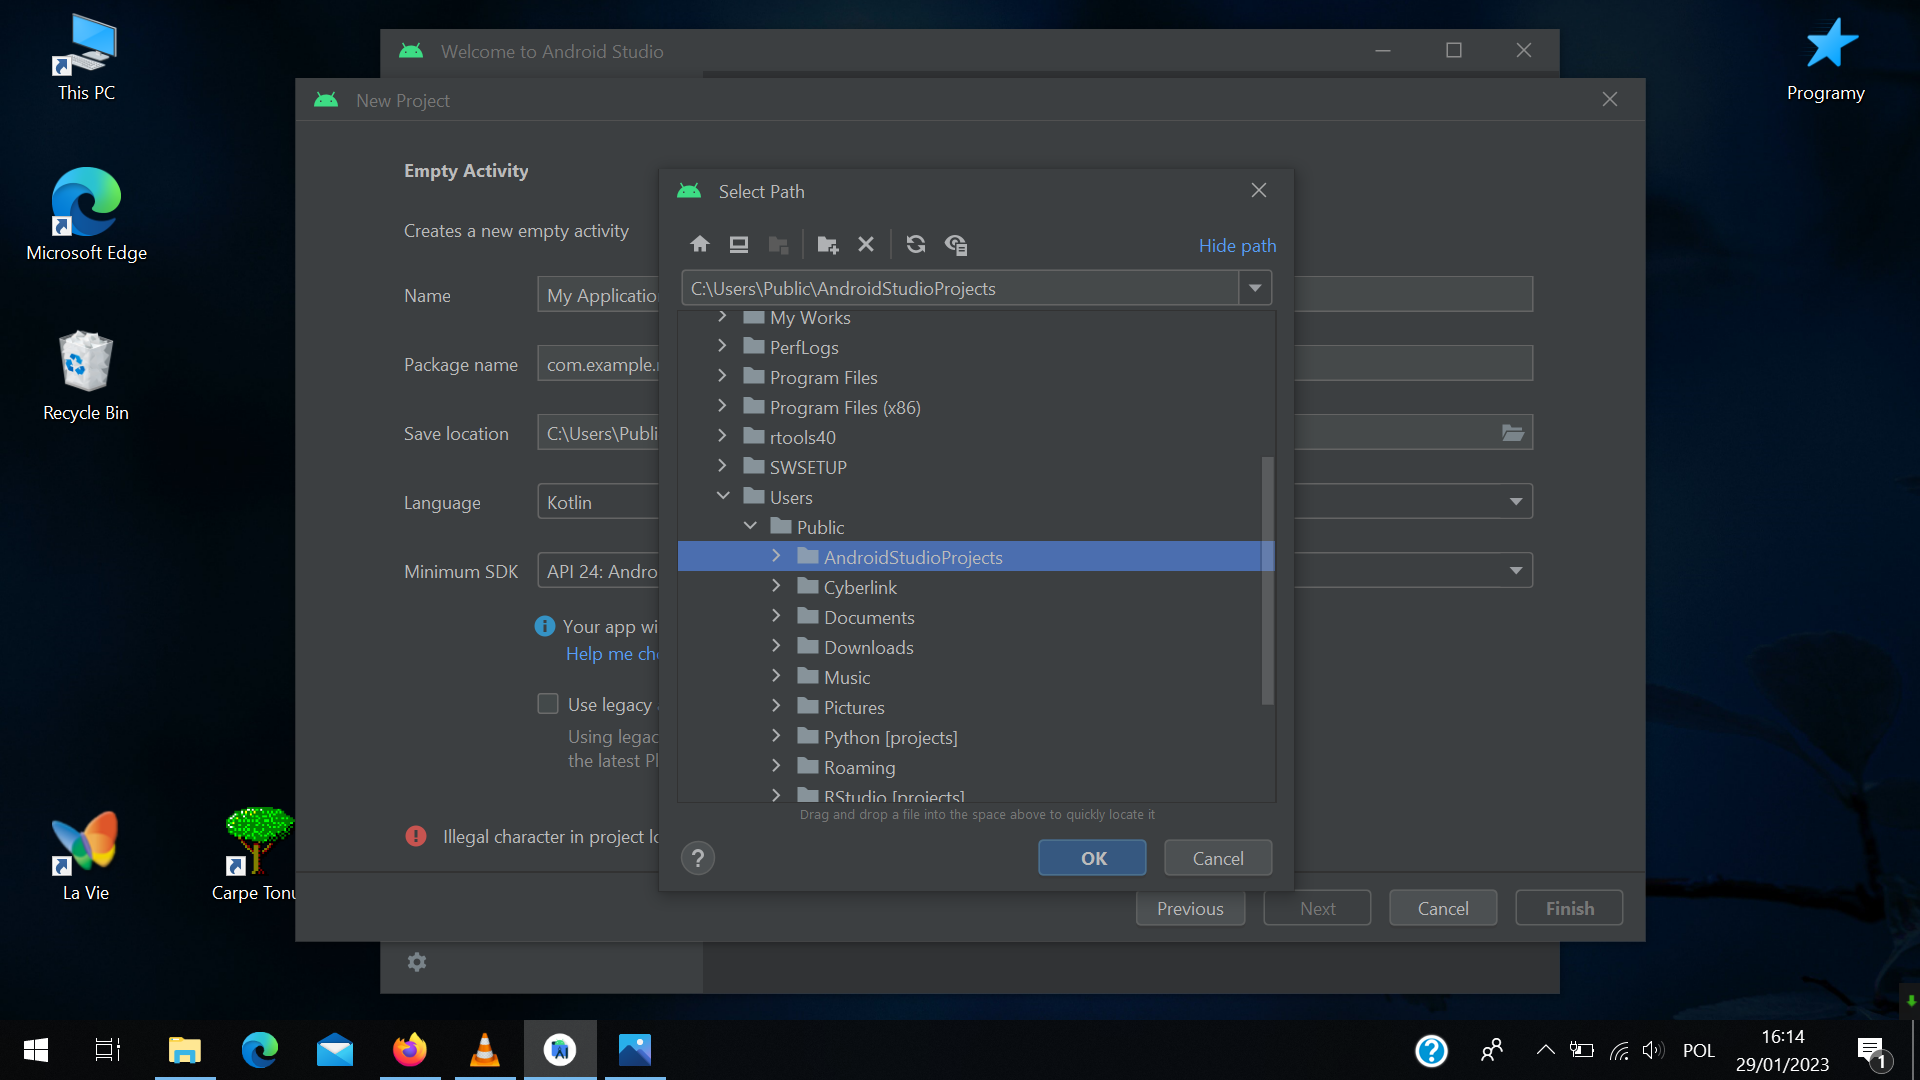 This PC
Microsoft Edge
Recycle Bin
La Vie
Carpe Tonu
Programy
Welcome to Android Studio
New Project
Empty Activity
Creates a new empty activity
Name
My Applicatio
Package name
com.example.
Save location
C:\Users\Publi
Language
Kotlin
Minimum SDK
API 24: Andro
Your app wi
Help me ch
Use legacy
Using legac
the latest Pl
Illegal character in project lo
Previous
Next
Cancel
Finish
Select Path
Hide path
C:\Users\Public\AndroidStudioProjects
My Works
PerfLogs
Program Files
Program Files (x86)
rtools40
SWSETUP
Users
Public
AndroidStudioProjects
Cyberlink
Documents
Downloads
Music
Pictures
Python [projects]
Roaming
RStudio [projects]
Drag and drop a file into the space above to quickly locate it
?
OK
Cancel
POL
16:14
29/01/2023
1